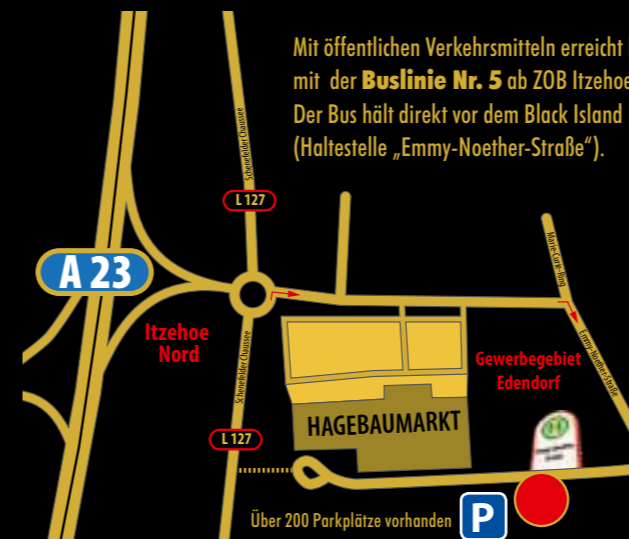 Mit öffentlichen Verkehrsmitteln erreicht
mit der Buslinie Nr. 5 ab ZOB Itzehoe
Der Bus hält direkt vor dem Black Island
(Haltestelle „Emmy-Noether-Straße“).
Schenefelder Chaussee
L 127
Marie-Curie-Ring
A 23
Itzehoe
Nord
Schenefelder Chaussee
Emmy-Noether-Straße
Gewerbegebiet
Edendorf
HAGEBAUMARKT
H
L 127
Über 200 Parkplätze vorhanden
P